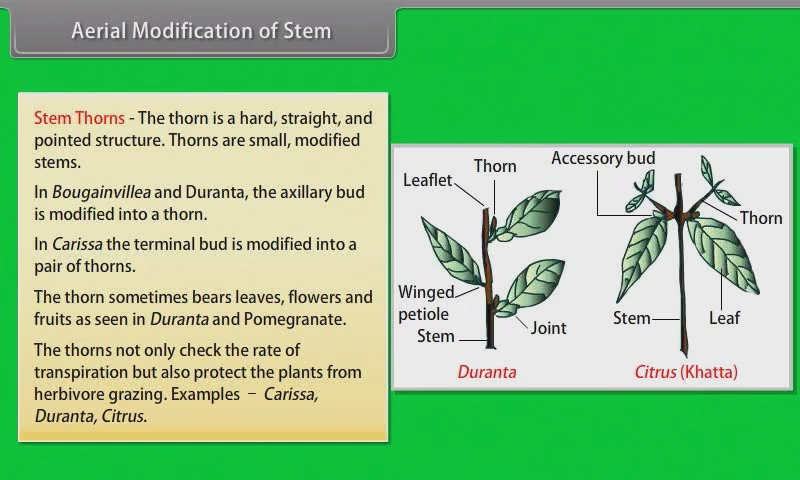 Aerial Modification of Stem
Stem Thorns - The thorn is a hard, straight, and
pointed structure. Thorns are small, modified
stems.
In Bougainvillea and Duranta, the axillary bud
is modified into a thorn.
In Carissa the terminal bud is modified into a
pair of thorns.
The thorn sometimes bears leaves, flowers and
fruits as seen in Duranta and Pomegranate.
The thorns not only check the rate of
transpiration but also protect the plants from
herbivore grazing. Examples – Carissa,
Duranta, Citrus.
Thorn
Leaflet
Winged
petiole
Stem
Joint
Duranta
Accessory bud
Thorn
Stem
Leaf
Citrus (Khatta)